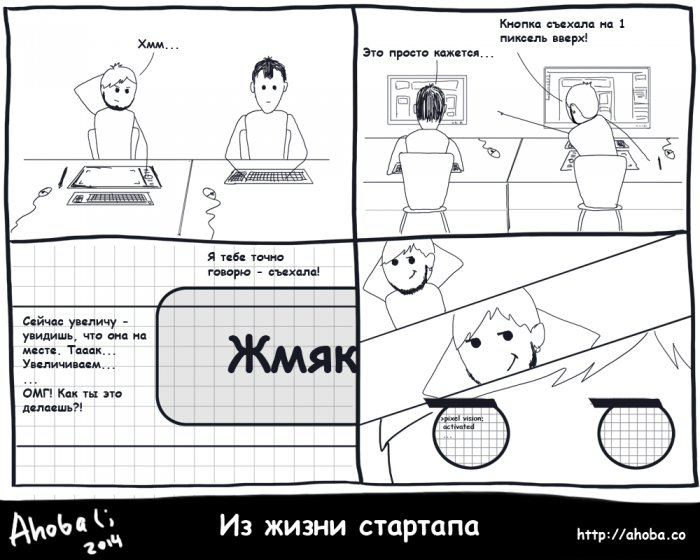 Хмм...
Это просто кажется...
Кнопка съехала на 1
пиксель вверх!
Я тебе точно
говорю - съехала!
Сейчас увеличу -
увидишь, что она на
месте. Тааак...
Увеличиваем...
...
ОМГ! Как ты это
делаешь?!
Жмяк
>pixel vision;
activated
...
Ahoba li
2014
Из жизни стартапа
http://ahoba.co